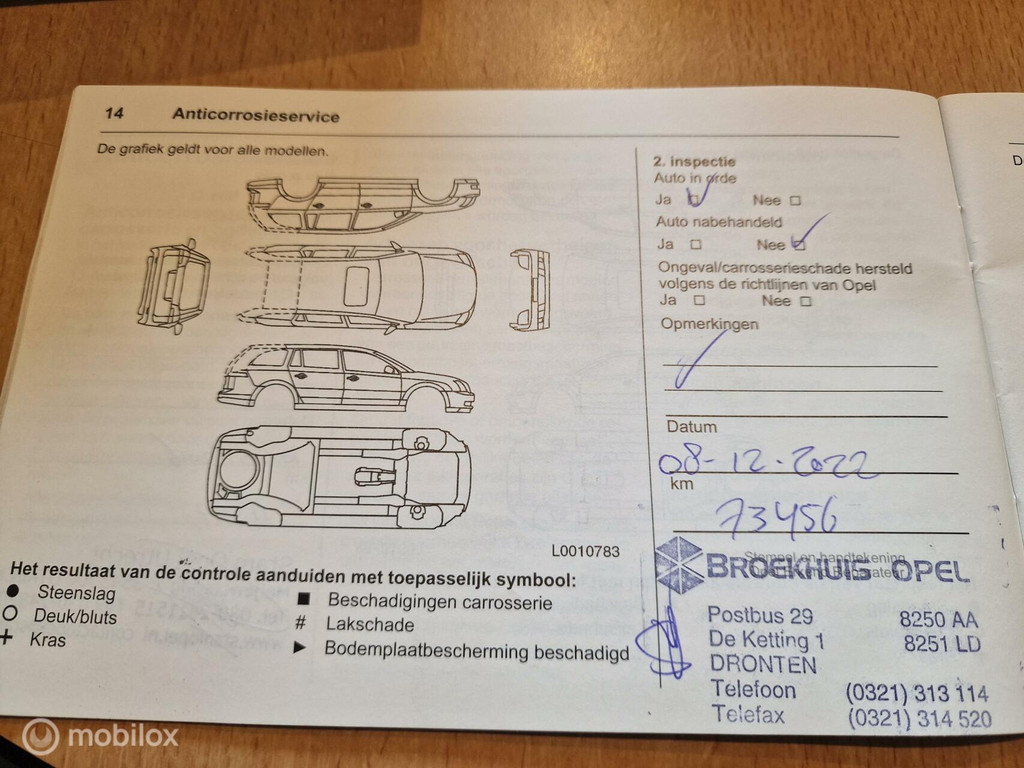 14 Anticorrosieservice
De grafiek geldt voor alle modellen.
L0010783
Het resultaat van de controle aanduiden met toepasselijk symbool:
● Steenslag
○ Deuk/bluts
+ Kras
■ Beschadigingen carrosserie
# Lakschade
► Bodemplaatbescherming beschadigd
2. inspectie
Auto in orde
Ja □ Nee □
Auto nabehandeld
Ja □ Nee □
Ongeval/carrosserieschade hersteld
volgens de richtlijnen van Opel
Ja □ Nee □
Opmerkingen
Datum
08-12-2022
km
73456
Stempel en handtekening
BROEKHUIS OPEL
Postbus 29 8250 AA
De Ketting 1 8251 LD
DRONTEN
Telefoon (0321) 313 114
Telefax (0321) 314 520
D
mobilox